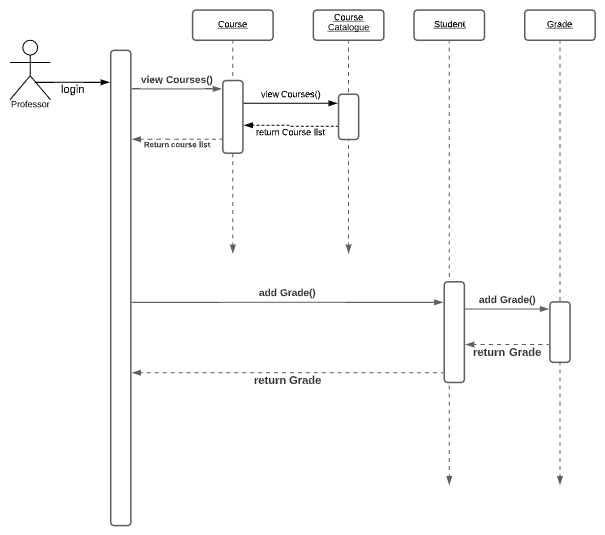 Course
Course
Catalogue
Student
Grade
Professor
login
view Courses()
view Courses()
return Course list
Return course list
add Grade()
add Grade()
return Grade
return Grade